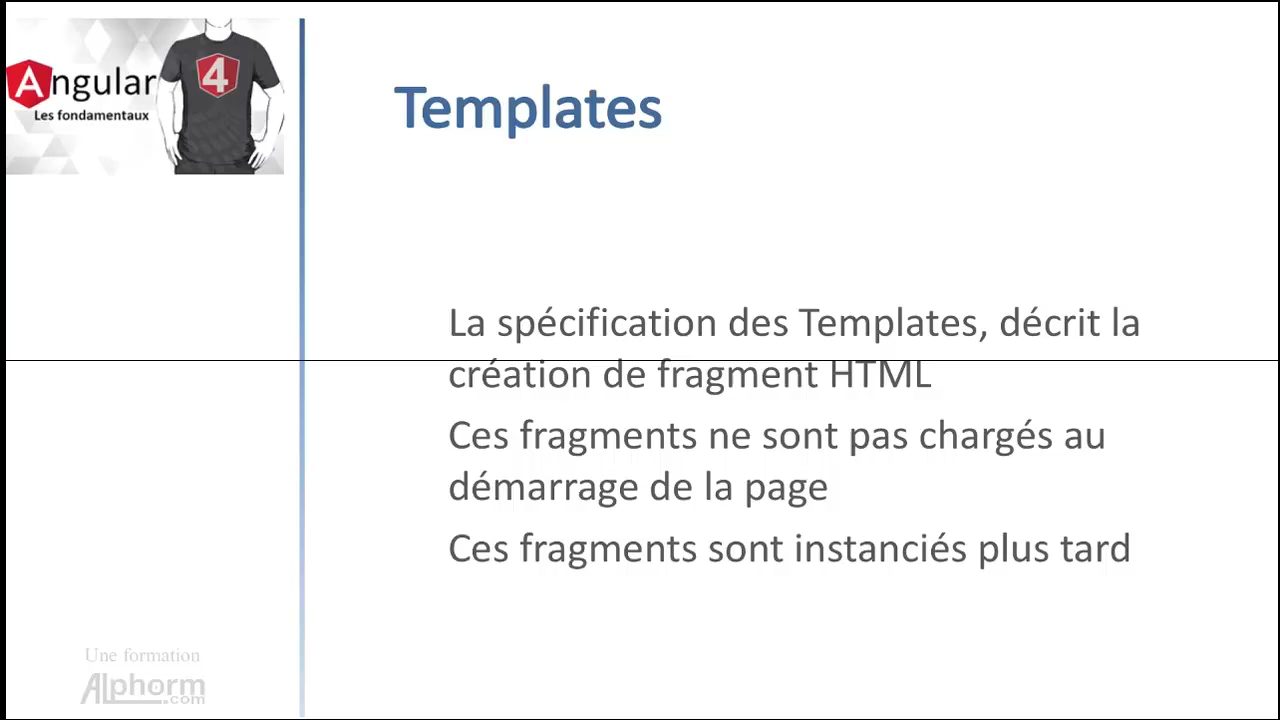 Angular
Les fondamentaux
4
Templates
La spécification des Templates, décrit la
création de fragment HTML
Ces fragments ne sont pas chargés au
démarrage de la page
Ces fragments sont instanciés plus tard
Une formation
Alphorm
.com